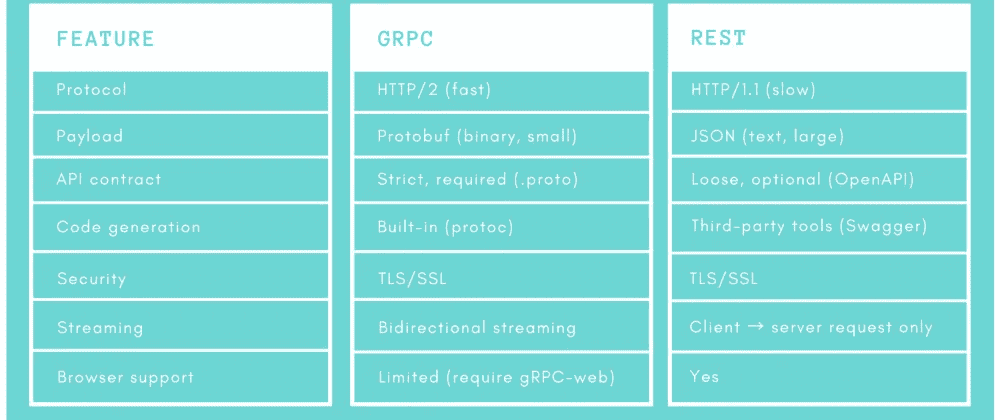 FEATURE GRPC REST
Protocol HTTP/2 (fast) HTTP/1.1 (slow)
Payload Protobuf (binary, small) JSON (text, large)
API contract Strict, required (.proto) Loose, optional (OpenAPI)
Code generation Built-in (protoc) Third-party tools (Swagger)
Security TLS/SSL TLS/SSL
Streaming Bidirectional streaming Client → server request only
Browser support Limited (require gRPC-web) Yes